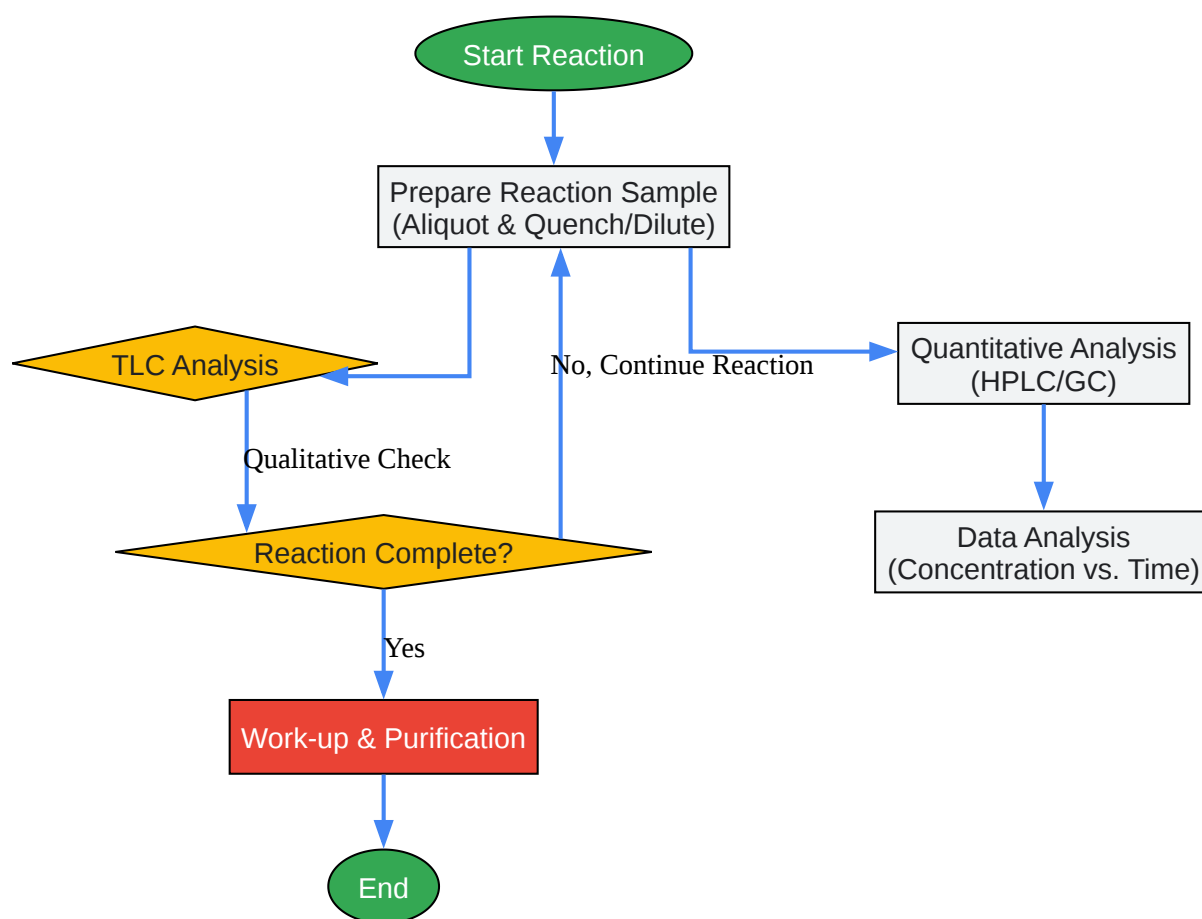 Start Reaction
Prepare Reaction Sample
(Aliquot & Quench/Dilute)
TLC Analysis
No, Continue Reaction
Quantitative Analysis
(HPLC/GC)
Qualitative Check
Reaction Complete?
Data Analysis
(Concentration vs. Time)
Yes
Work-up & Purification
End